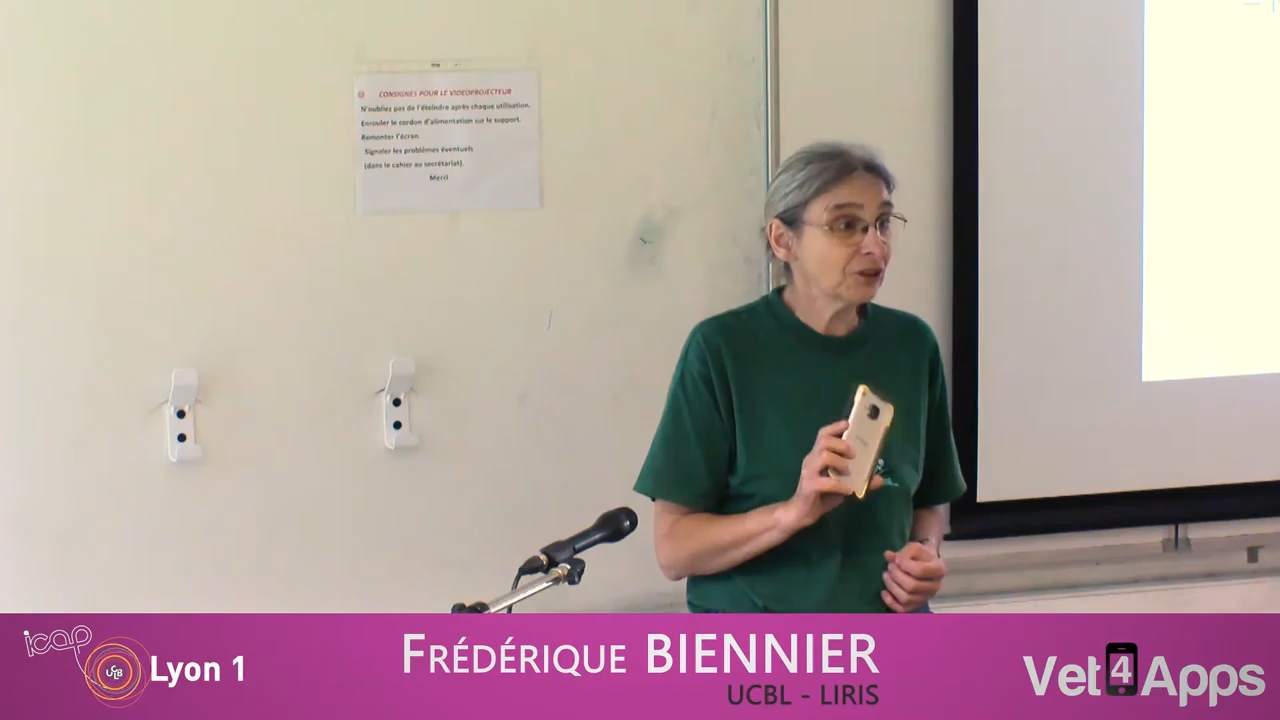 CONSIGNES POUR LE VIDEOPROJECTEUR
N'oubliez pas de l'éteindre après chaque utilisation.
Enrouler le cordon d'alimentation sur le support.
Remonter l'écran.
Signaler les problèmes éventuels
(dans le cahier au secrétariat).
Merci
icap
UCBL
Lyon 1
FRÉDÉRIQUE BIENNIER
UCBL - LIRIS
Vet4Apps